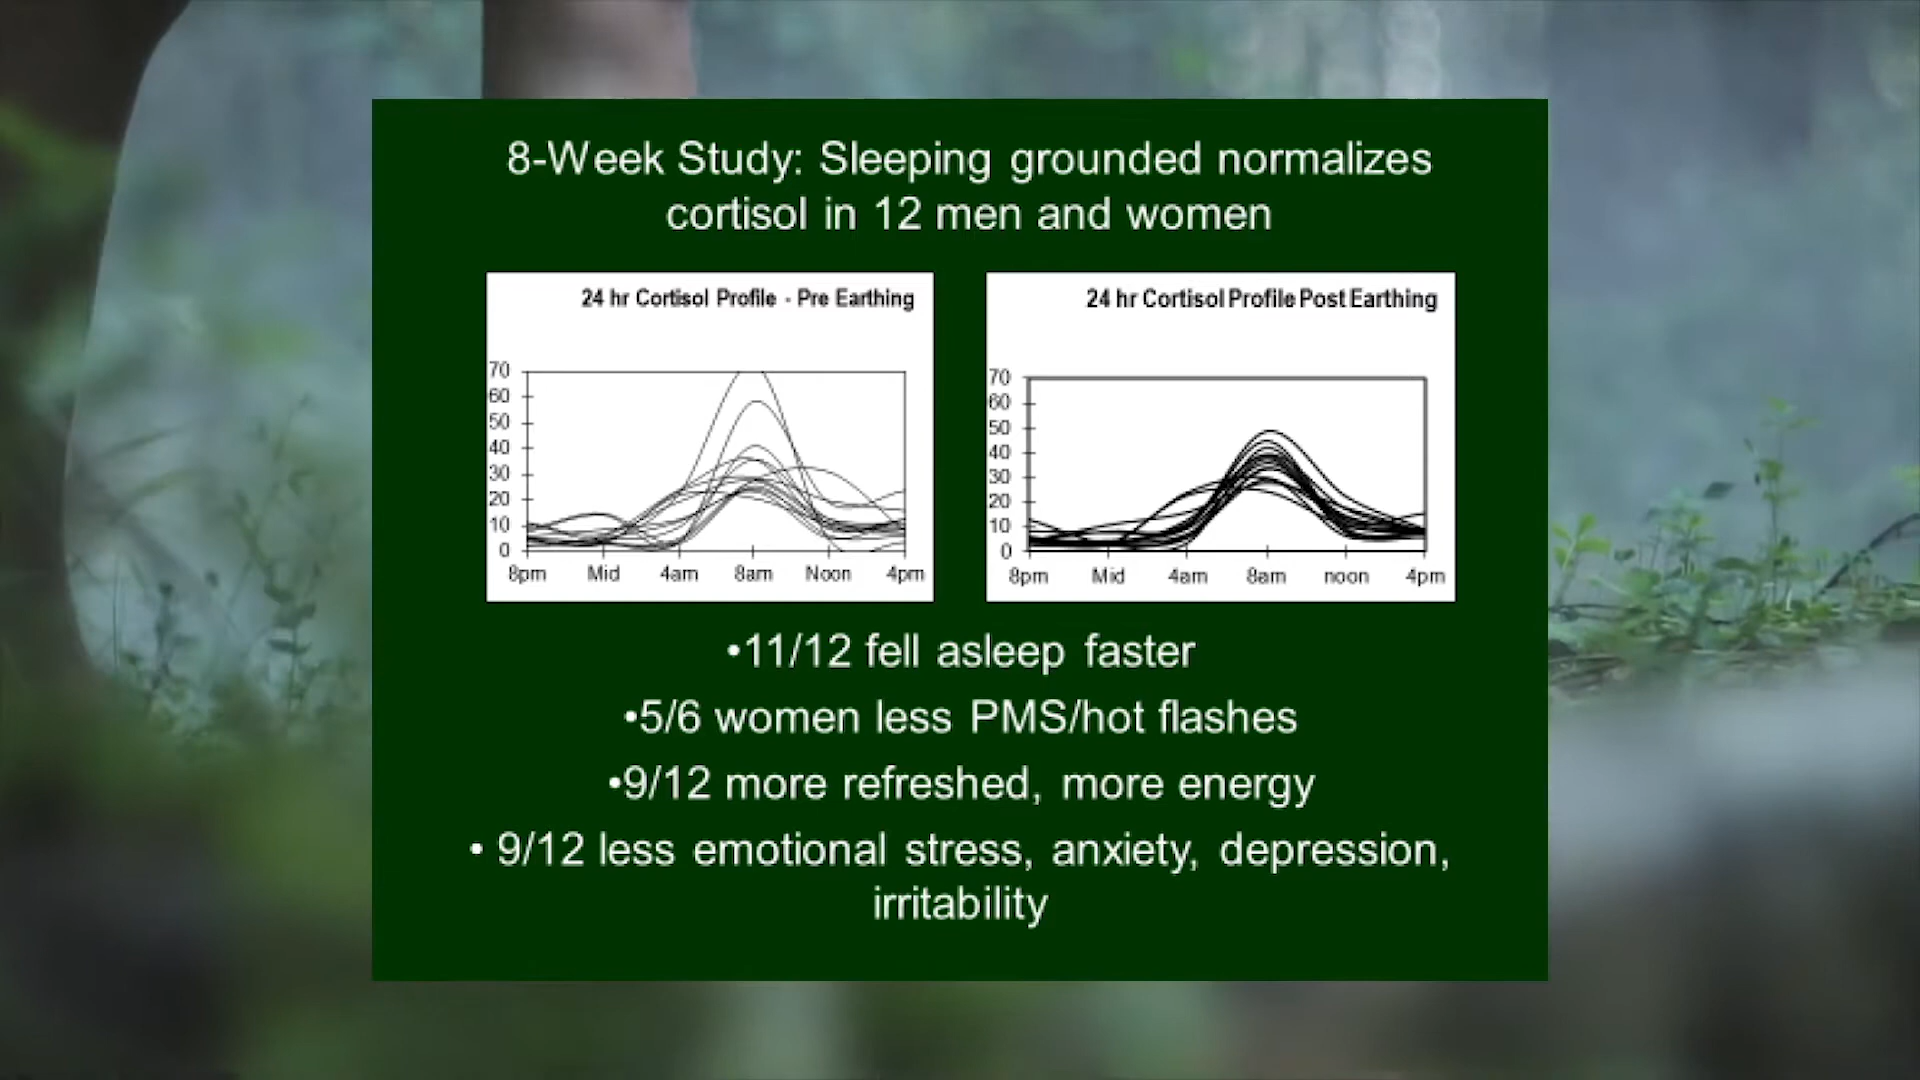 8-Week Study: Sleeping grounded normalizes
cortisol in 12 men and women
24 hr Cortisol Profile - Pre Earthing
70
60
50
40
30
20
10
0
8pm Mid 4am 8am Noon 4pm
24 hr Cortisol Profile Post Earthing
70
60
50
40
30
20
10
0
8pm Mid 4am 8am noon 4pm
•11/12 fell asleep faster
•5/6 women less PMS/hot flashes
•9/12 more refreshed, more energy
• 9/12 less emotional stress, anxiety, depression,
irritability